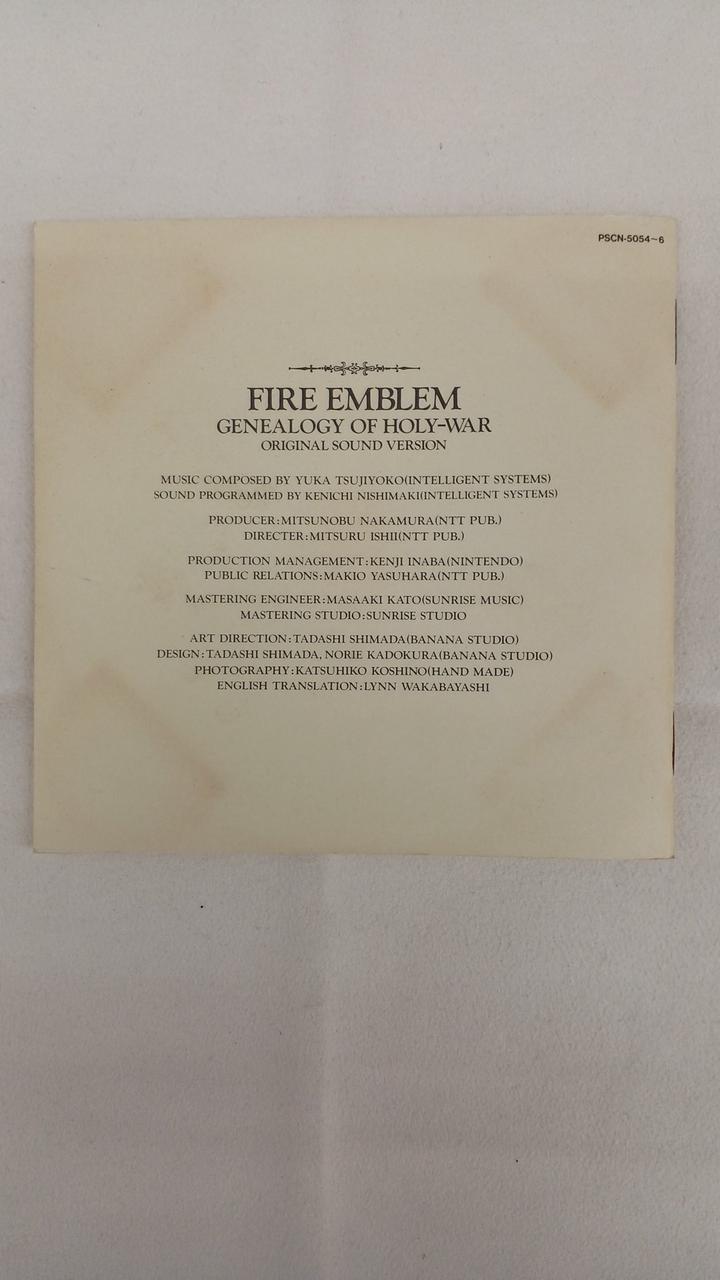 PSCN-5054~6
FIRE EMBLEM
GENEALOGY OF HOLY-WAR
ORIGINAL SOUND VERSION
MUSIC COMPOSED BY YUKA TSUJIYOKO(INTELLIGENT SYSTEMS)
SOUND PROGRAMMED BY KENICHI NISHIMAKI(INTELLIGENT SYSTEMS)
PRODUCER:MITSUNOBU NAKAMURA(NTT PUB.)
DIRECTER:MITSURU ISHII(NTT PUB.)
PRODUCTION MANAGEMENT:KENJI INABA(NINTENDO)
PUBLIC RELATIONS:MAKIO YASUHARA(NTT PUB.)
MASTERING ENGINEER:MASAAKI KATO(SUNRISE MUSIC)
MASTERING STUDIO:SUNRISE STUDIO
ART DIRECTION:TADASHI SHIMADA(BANANA STUDIO)
DESIGN:TADASHI SHIMADA, NORIE KADOKURA(BANANA STUDIO)
PHOTOGRAPHY:KATSUHIKO KOSHINO(HAND MADE)
ENGLISH TRANSLATION:LYNN WAKABAYASHI